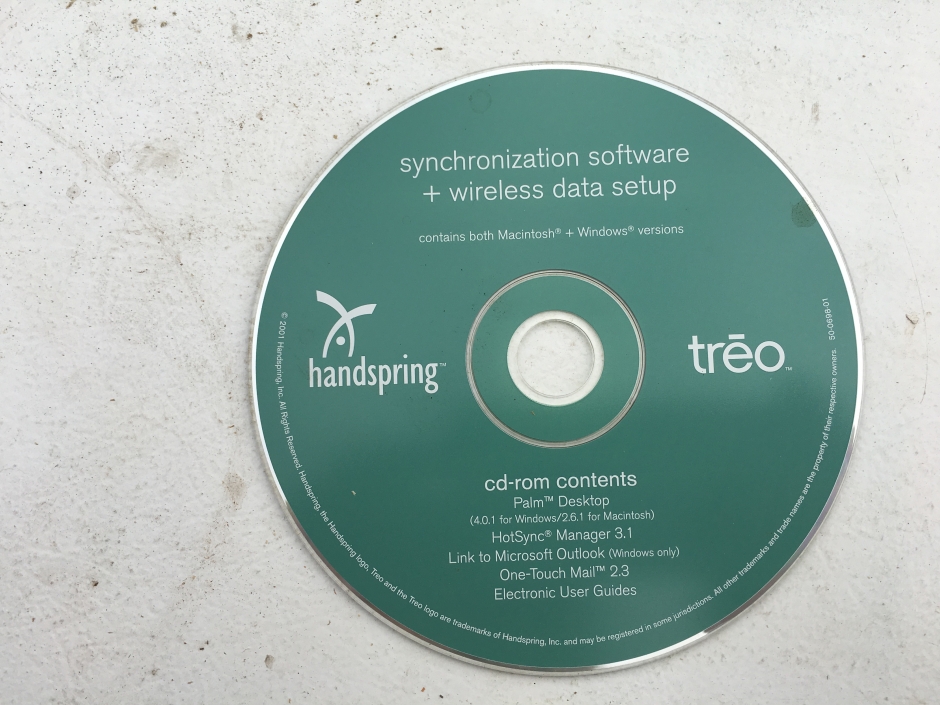 synchronization software
+ wireless data setup
contains both Macintosh® + Windows® versions
handspring™
trēo™
cd-rom contents
Palm™ Desktop
(4.0.1 for Windows/2.6.1 for Macintosh)
HotSync® Manager 3.1
Link to Microsoft Outlook (Windows only)
One-Touch Mail™ 2.3
Electronic User Guides
© 2001 Handspring, Inc. All Rights Reserved. Handspring, the Handspring logo, Treo and the Treo logo are trademarks of Handspring, Inc. and may be registered in some jurisdictions. All other trademarks and trade names are the property of their respective owners. 50-0698-01